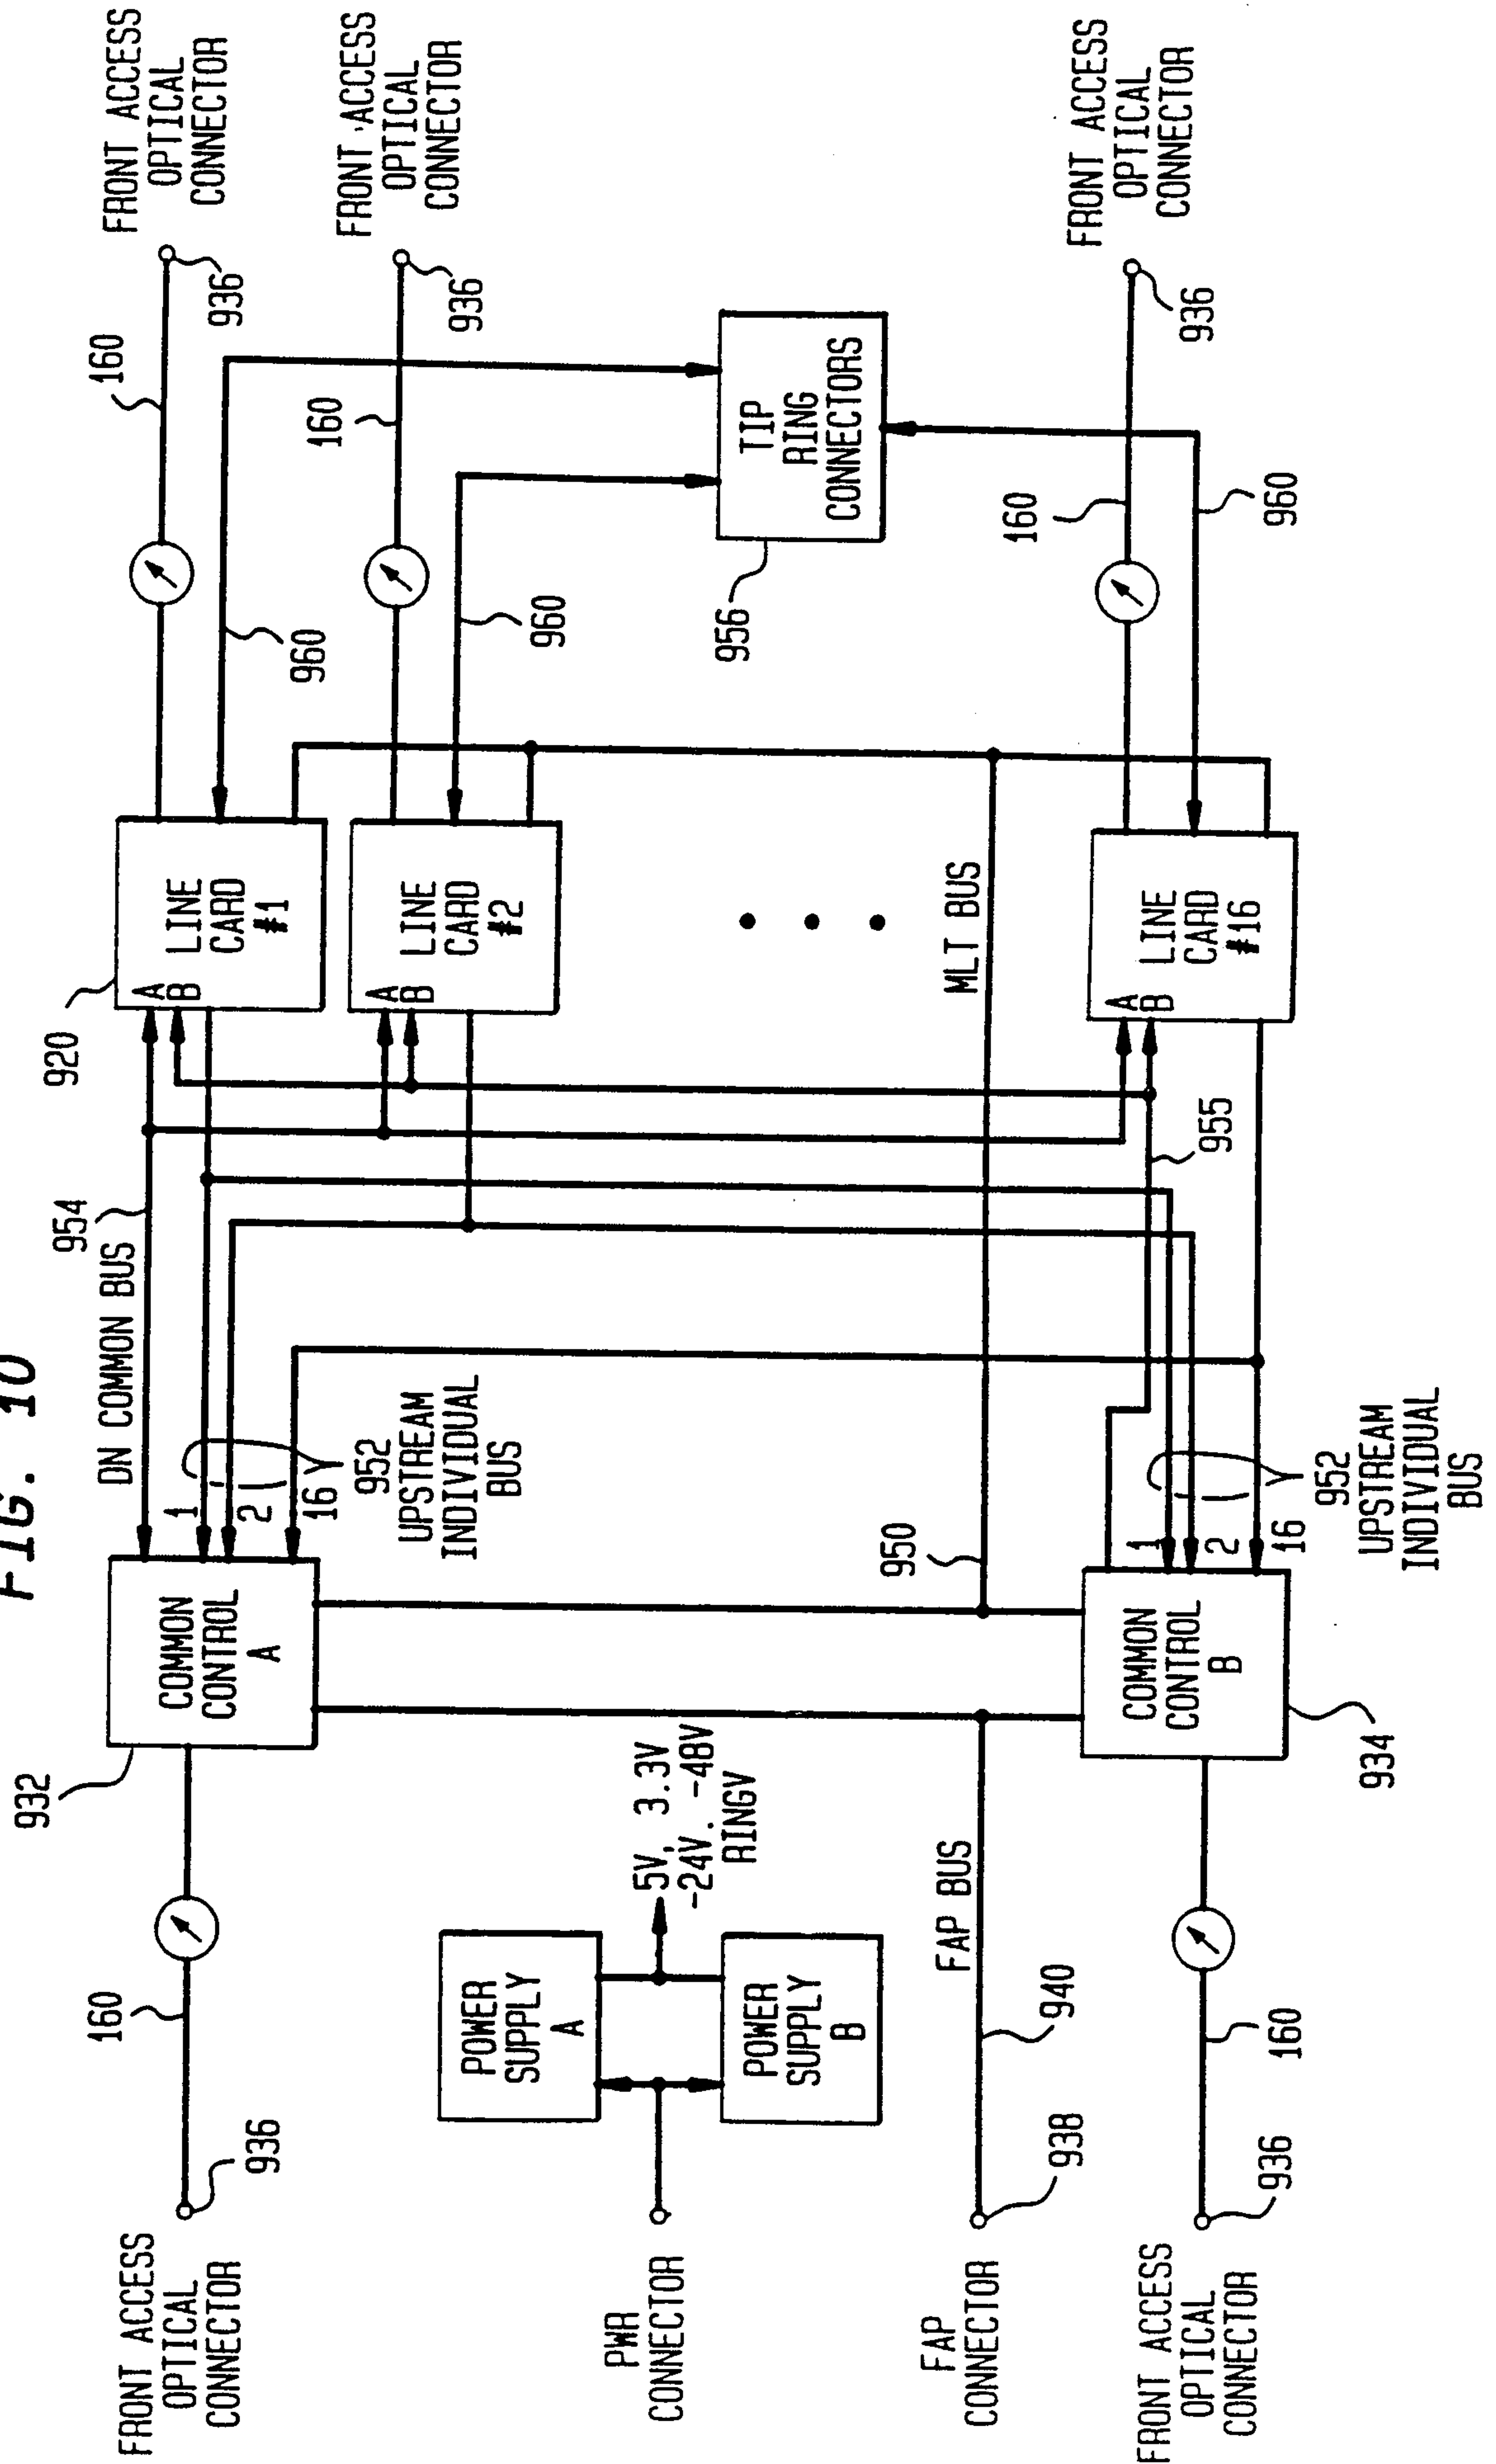 FIG. 10
FRONT ACCESS
OPTICAL
CONNECTOR
936
160
932
COMMON
CONTROL
A
DN COMMON BUS
954
1
2
16
952
UPSTREAM
INDIVIDUAL
BUS
920
A
B
LINE
CARD
#1
960
160
936
FRONT ACCESS
OPTICAL
CONNECTOR
A
B
LINE
CARD
#2
960
160
936
FRONT ACCESS
OPTICAL
CONNECTOR
PWR
CONNECTOR
POWER
SUPPLY
A
POWER
SUPPLY
B
5V, 3.3V
-24V. -48V
RINGV
956
TIP
RING
CONNECTORS
FAP
CONNECTOR
938
940
FAP BUS
950
MLT BUS
FRONT ACCESS
OPTICAL
CONNECTOR
936
160
934
COMMON
CONTROL
B
1
2
16
952
UPSTREAM
INDIVIDUAL
BUS
955
A
B
LINE
CARD
#16
160
960
936
FRONT ACCESS
OPTICAL
CONNECTOR